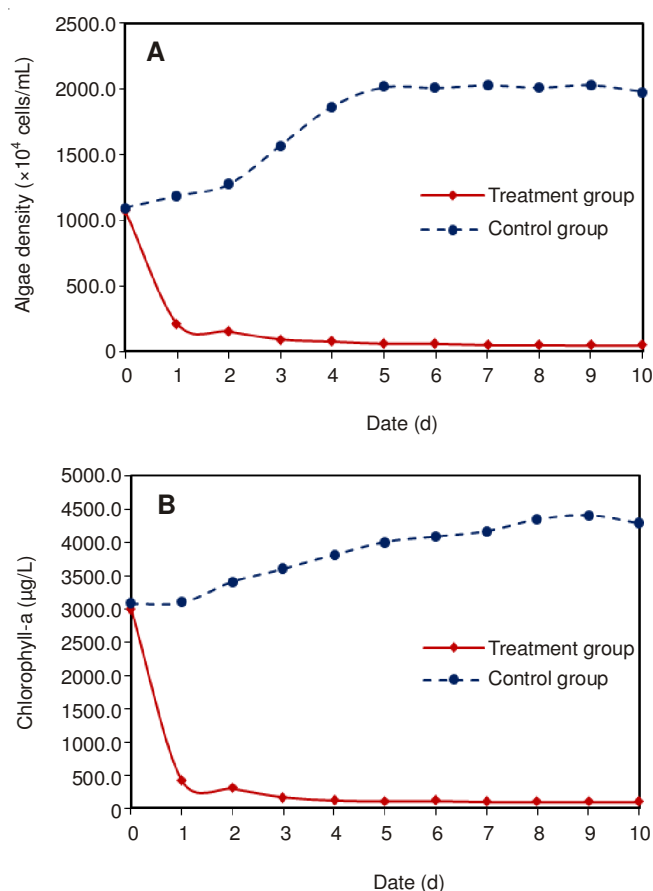 A
2500.0
2000.0
1500.0
1000.0
500.0
0
Algae density (×10⁴ cells/mL)
Treatment group
Control group
0 1 2 3 4 5 6 7 8 9 10
Date (d)
B
5000.0
4500.0
4000.0
3500.0
3000.0
2500.0
2000.0
1500.0
1000.0
500.0
0
Chlorophyll-a (µg/L)
Treatment group
Control group
0 1 2 3 4 5 6 7 8 9 10
Date (d)